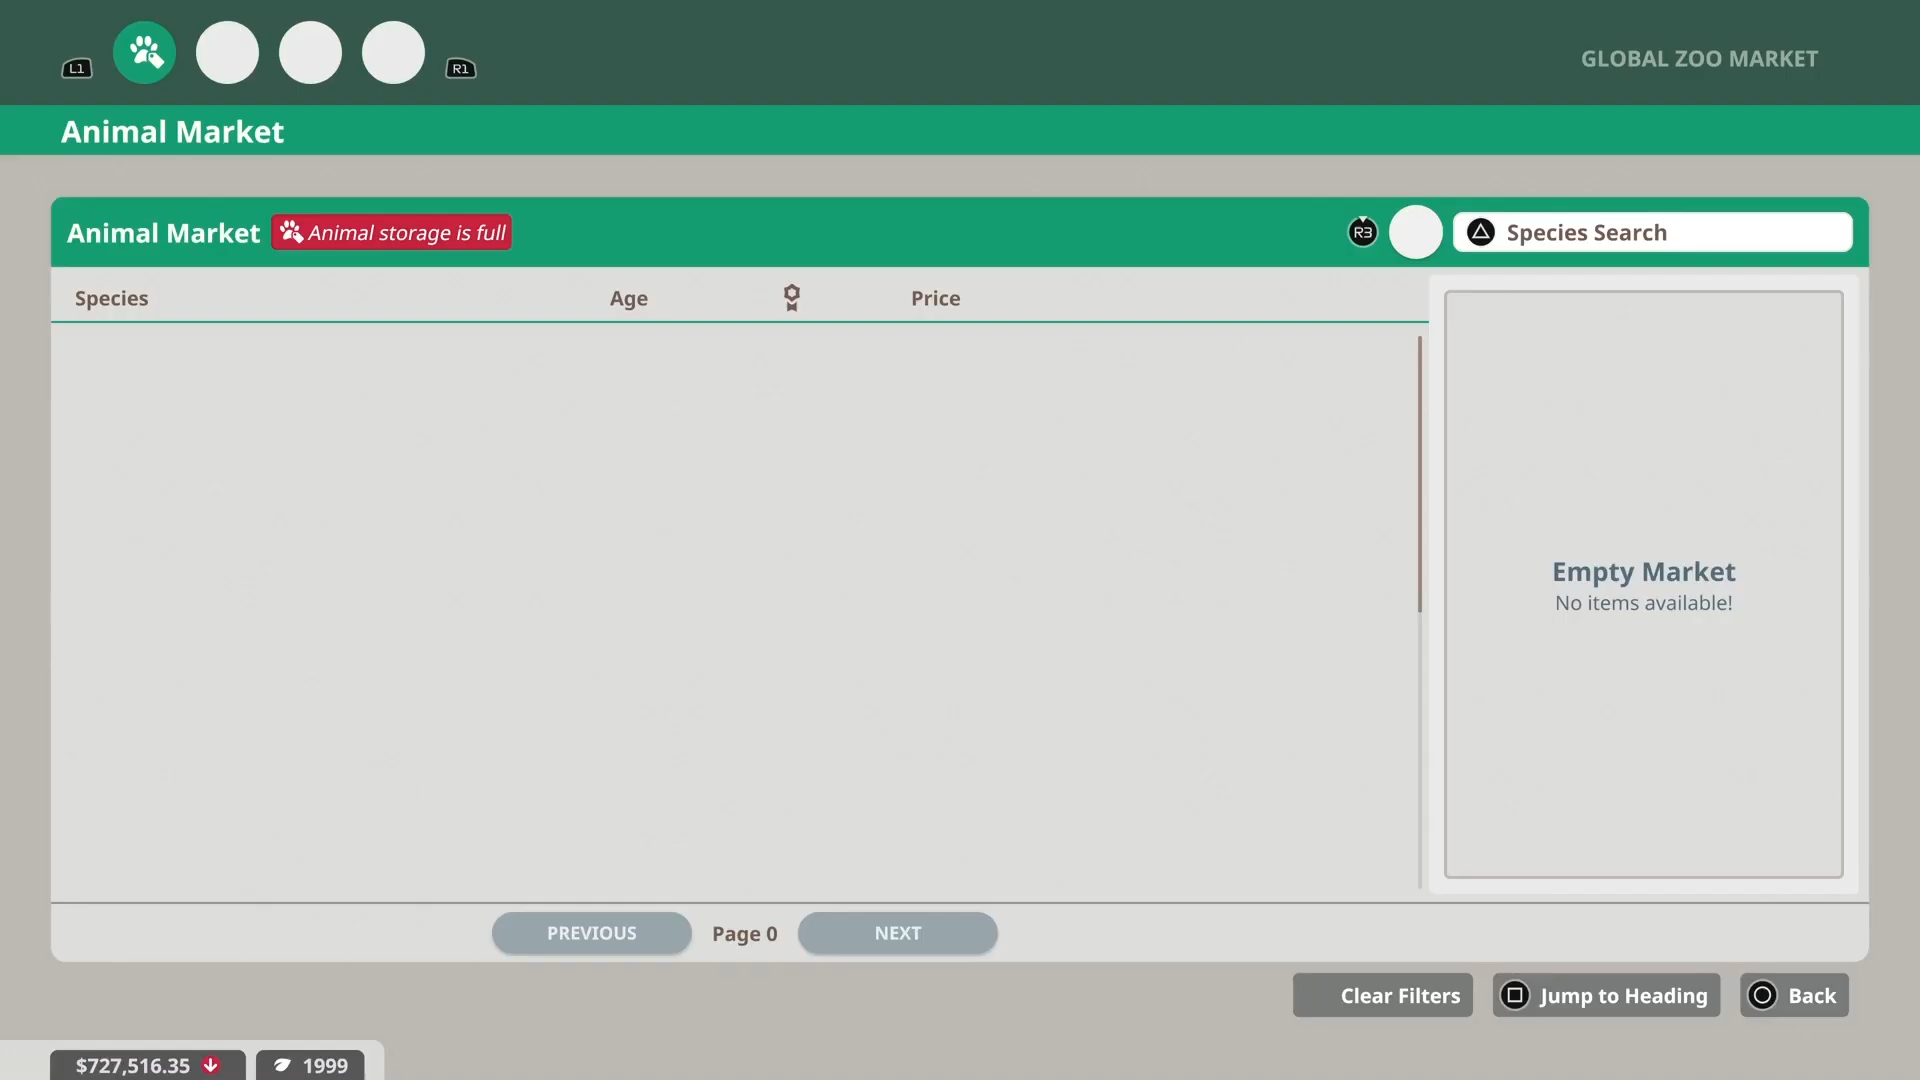 L1
R1
GLOBAL ZOO MARKET
Animal Market
Animal Market
Animal storage is full
R3
Species Search
Species
Age
Price
Empty Market
No items available!
PREVIOUS
Page 0
NEXT
Clear Filters
Jump to Heading
Back
$727,516.35
1999